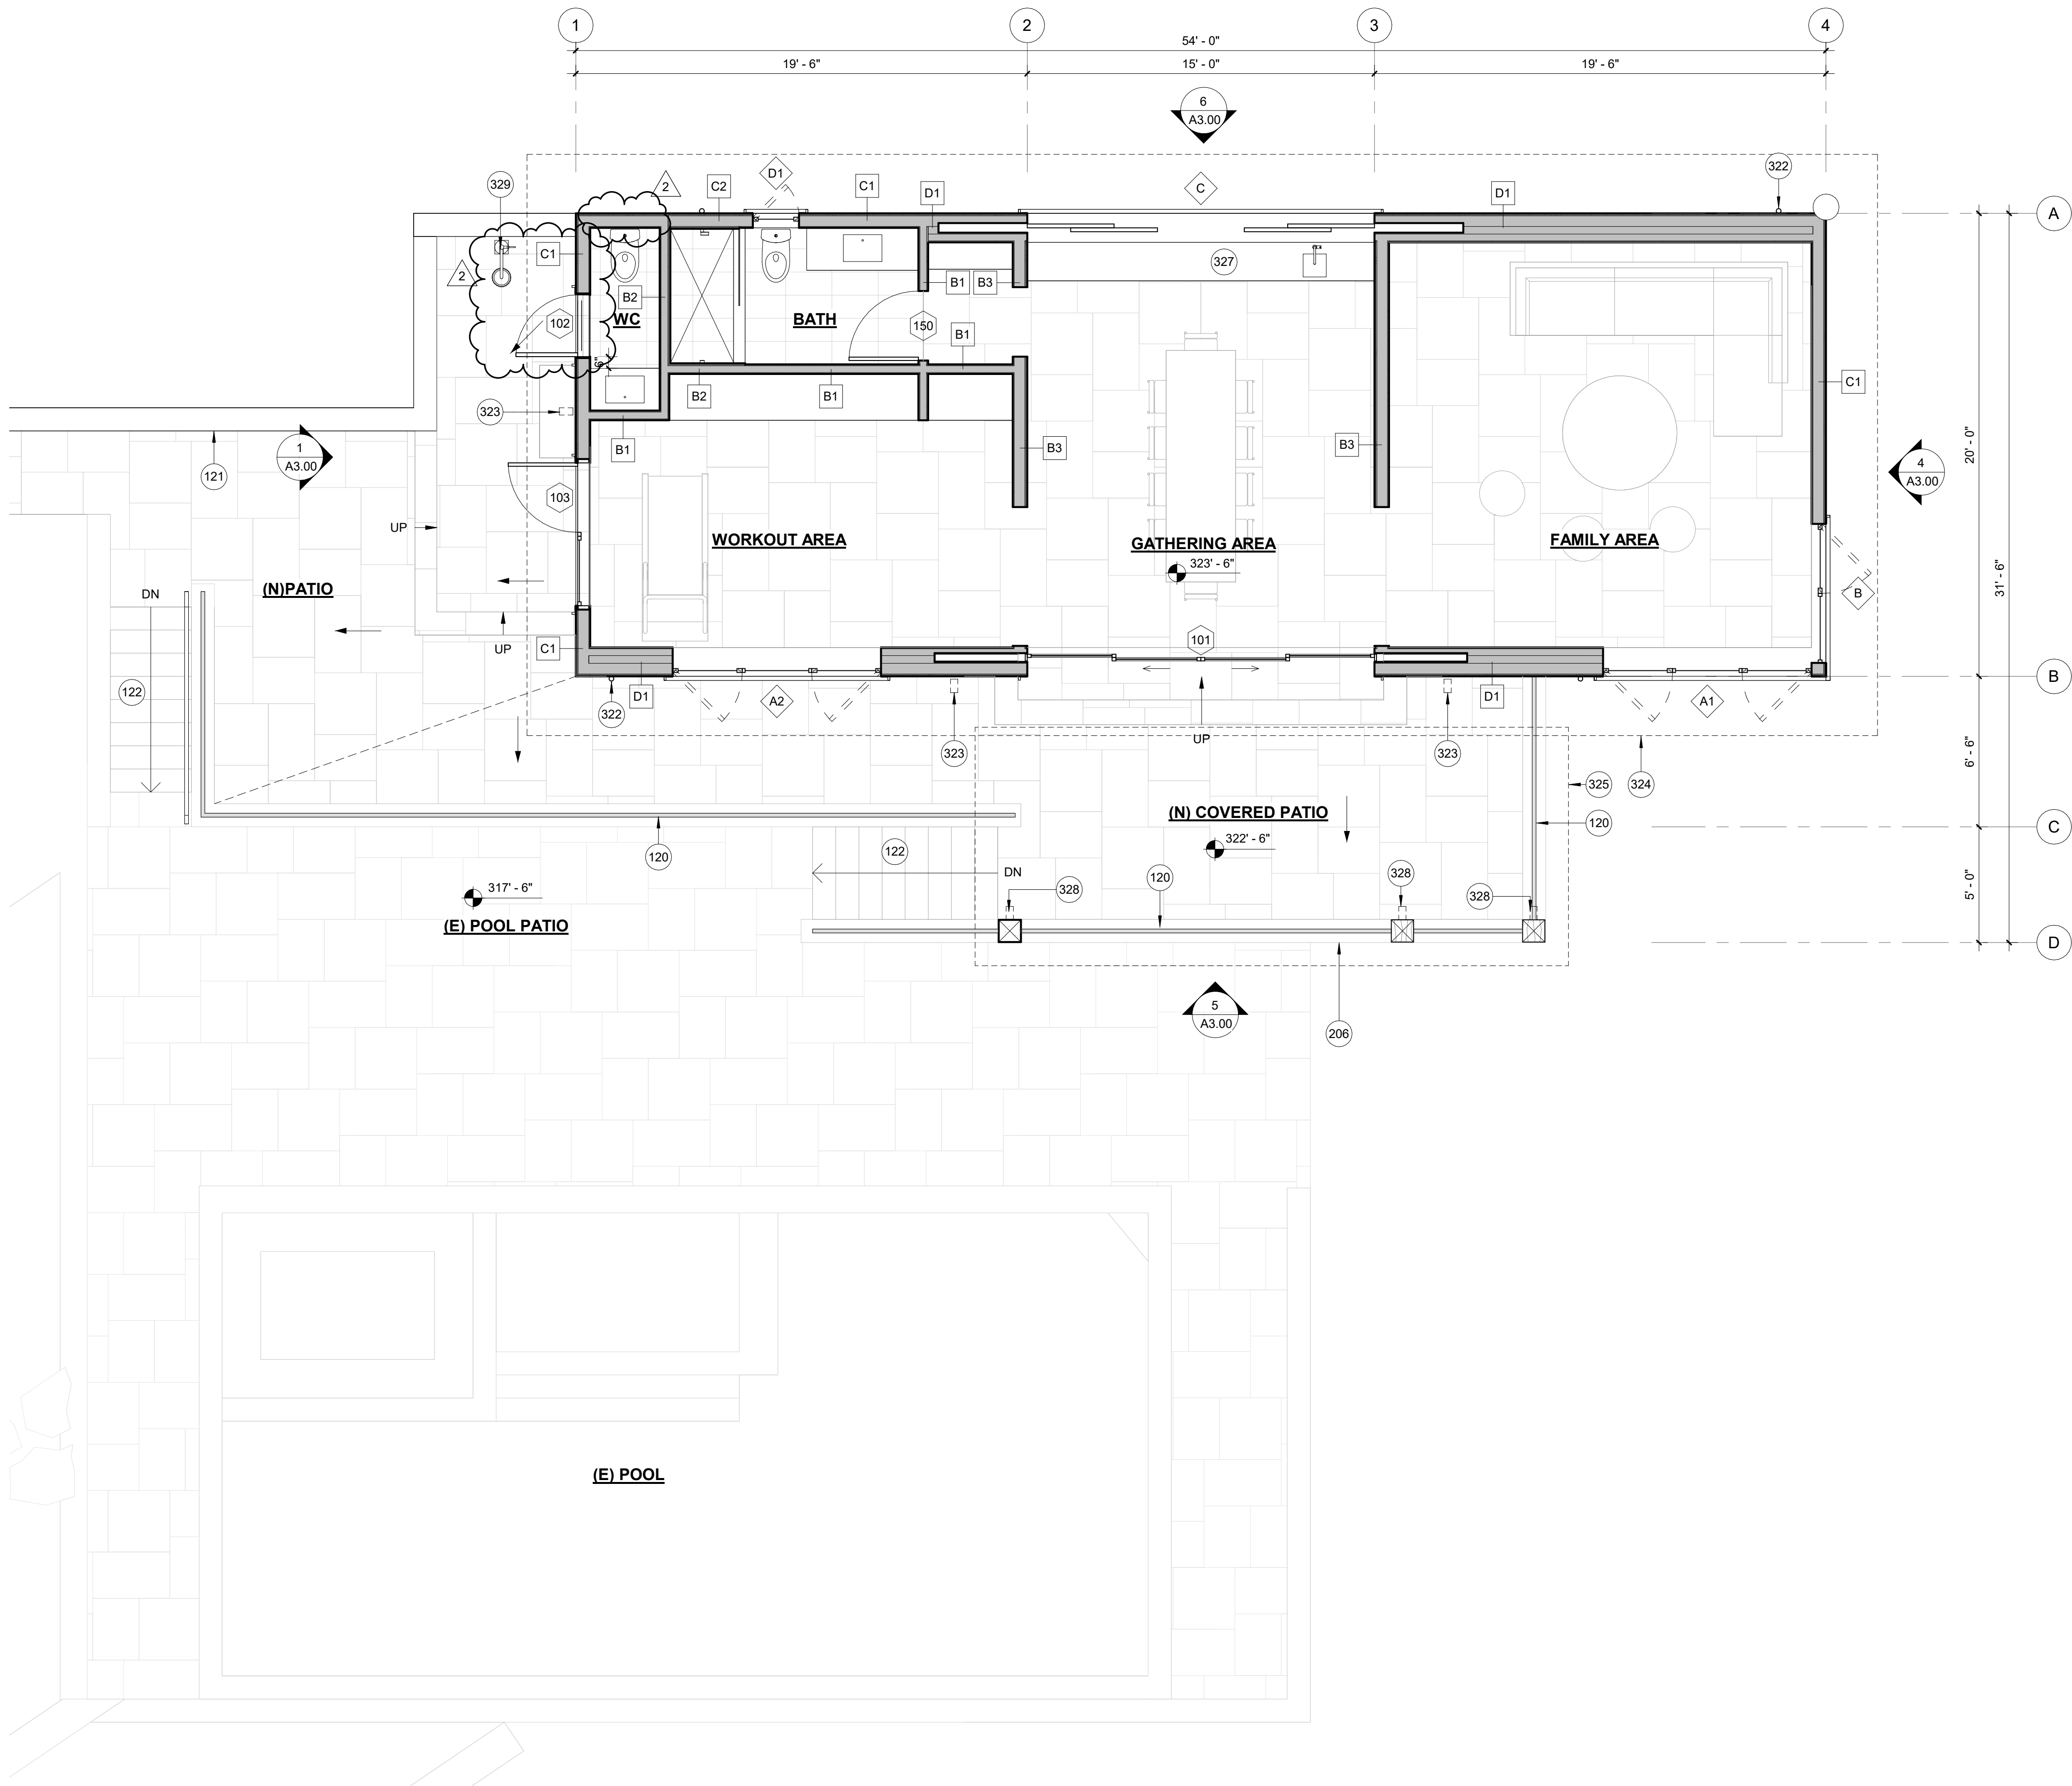 1
2
3
4
54' - 0"
19' - 6"
15' - 0"
19' - 6"
6
A3.00
329
2
C2
D1
C1
D1
C
D1
322
A
2
C1
102
B2
WC
BATH
150
B1
B3
327
B1
C1
323
B2
B1
B1
B3
B3
1
A3.00
121
103
4
A3.00
20' - 0"
UP
WORKOUT AREA
GATHERING AREA
FAMILY AREA
323' - 6"
31' - 6"
DN
(N)PATIO
B
UP
C1
101
122
322
D1
A2
D1
A1
B
323
UP
323
325
324
6' - 6"
(N) COVERED PATIO
120
C
322' - 6"
120
122
DN
328
120
328
328
317' - 6"
(E) POOL PATIO
5' - 0"
D
5
A3.00
206
(E) POOL